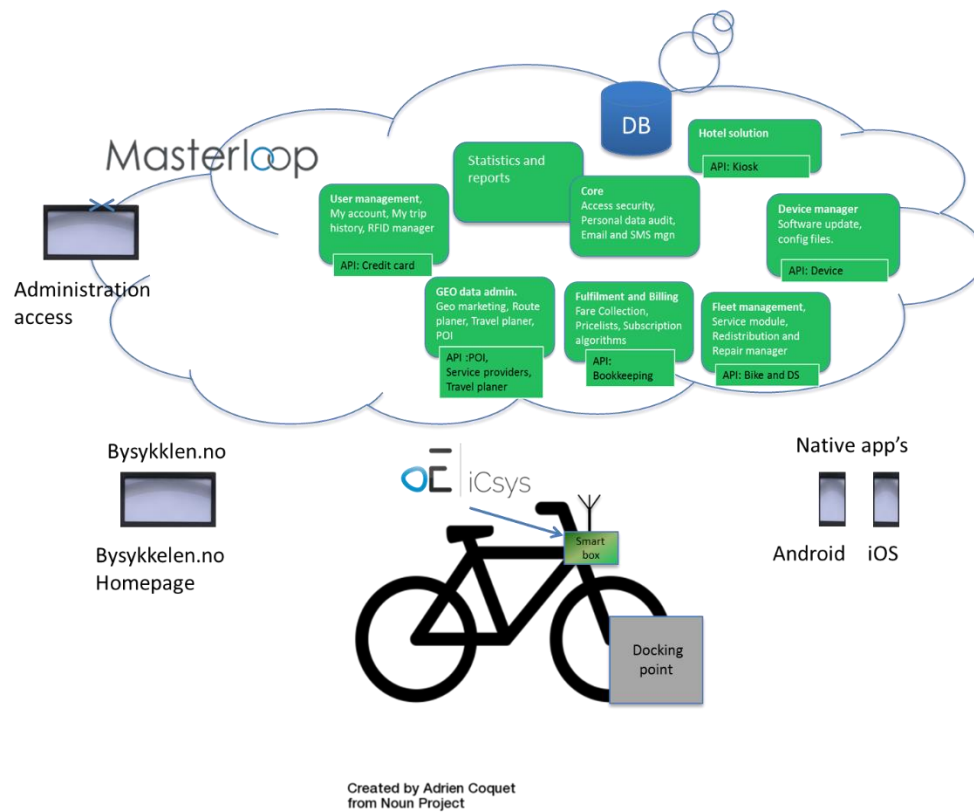 DB
Masterloop
Hotel solution
API: Kiosk
Statistics and
reports
Core
Access security,
Personal data audit,
Email and SMS mgn
User management,
My account, My trip
history, RFID manager
API: Credit card
Device manager
Software update,
config files.
API: Device
Administration
access
GEO data admin.
Geo marketing, Route
planer, Travel planer,
POI
API :POI,
Service providers,
Travel planer
Fulfilment and Billing
Fare Collection,
Pricelists, Subscription
algorithms
API:
Bookkeeping
Fleet management,
Service module,
Redistribution and
Repair manager
API: Bike and DS
Bysykklen.no
Bysykkelen.no
Homepage
iCsys
Native app's
Android
iOS
Smart
box
Docking
point
Created by Adrien Coquet
from Noun Project